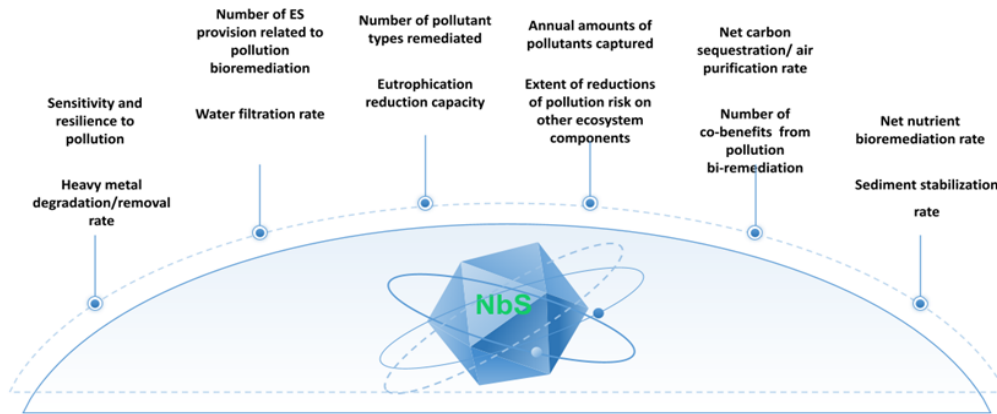 Sensitivity and
resilience to
pollution
Heavy metal
degradation/removal
rate
Number of ES
provision related to
pollution
bioremediation
Water filtration rate
Number of pollutant
types remediated
Eutrophication
reduction capacity
Annual amounts of
pollutants captured
Extent of reductions
of pollution risk on
other ecosystem
components
Net carbon
sequestration/ air
purification rate
Number of
co-benefits from
pollution
bi-remediation
Net nutrient
bioremediation rate
Sediment stabilization
rate
NbS